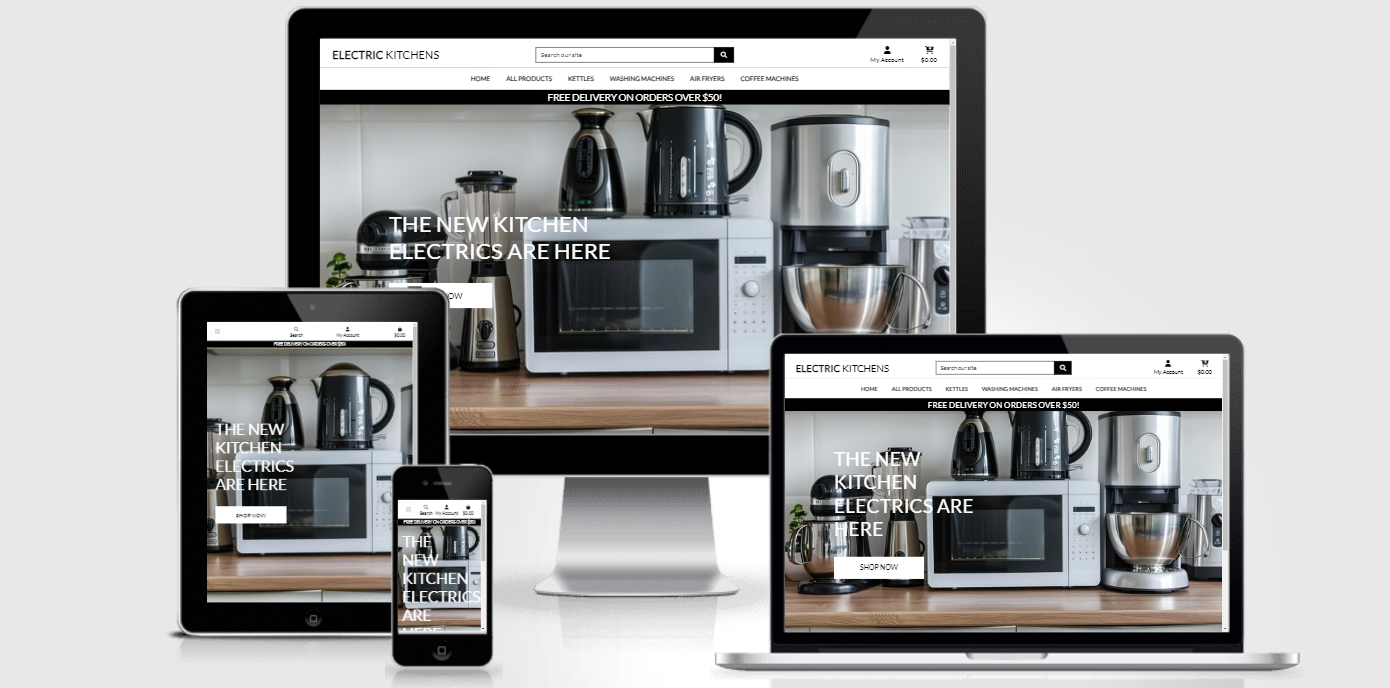 ELECTRIC KITCHENS
Search our site
My Account
$0.00
HOME ALL PRODUCTS KETTLES WASHING MACHINES AIR FRYERS COFFEE MACHINES
FREE DELIVERY ON ORDERS OVER $50!
THE NEW KITCHEN
ELECTRICS ARE HERE
OW
Search
My Account
$0.00
FREE DELIVERY ON ORDERS OVER $50!
THE NEW
KITCHEN
ELECTRICS
ARE HERE
SHOP NOW
Search My Account $0.00
FREE DELIVERY ON ORDERS OVER $50!
THE
NEW
KITCHEN
ELECTRICS
ARE
HERE
ELECTRIC KITCHENS
Search our site
My Account
$0.00
HOME ALL PRODUCTS KETTLES WASHING MACHINES AIR FRYERS COFFEE MACHINES
FREE DELIVERY ON ORDERS OVER $50!
THE NEW
KITCHEN
ELECTRICS ARE
HERE
SHOP NOW